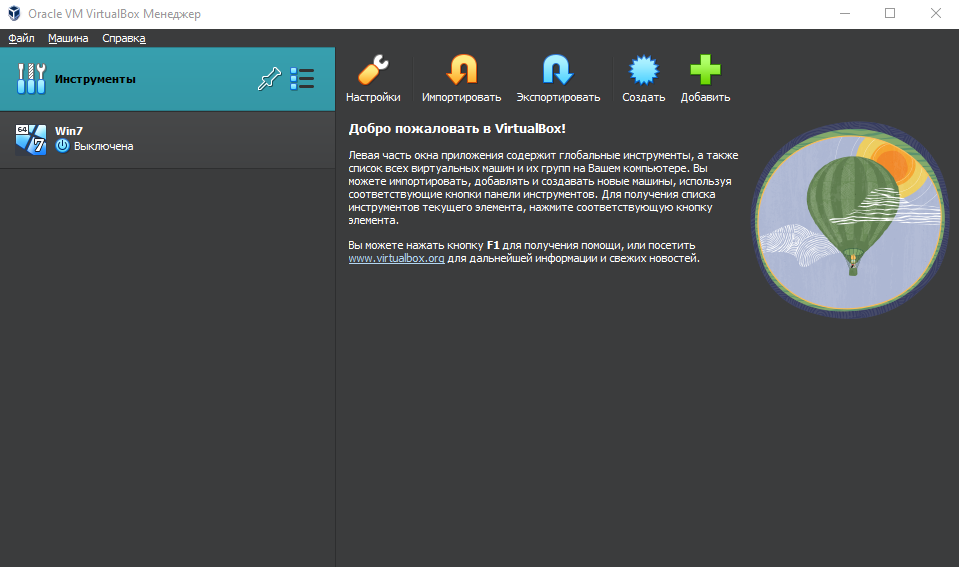 Oracle VM VirtualBox Менеджер
Файл Машина Справка
Инструменты
Настройки Импортировать Экспортировать Создать Добавить
64
7
Win7
Выключена
Добро пожаловать в VirtualBox!
Левая часть окна приложения содержит глобальные инструменты, а также
список всех виртуальных машин и их групп на Вашем компьютере. Вы
можете импортировать, добавлять и создавать новые машины, используя
соответствующие кнопки панели инструментов. Для получения списка
инструментов текущего элемента, нажмите соответствующую кнопку
элемента.
Вы можете нажать кнопку F1 для получения помощи, или посетить
www.virtualbox.org для дальнейшей информации и свежих новостей.